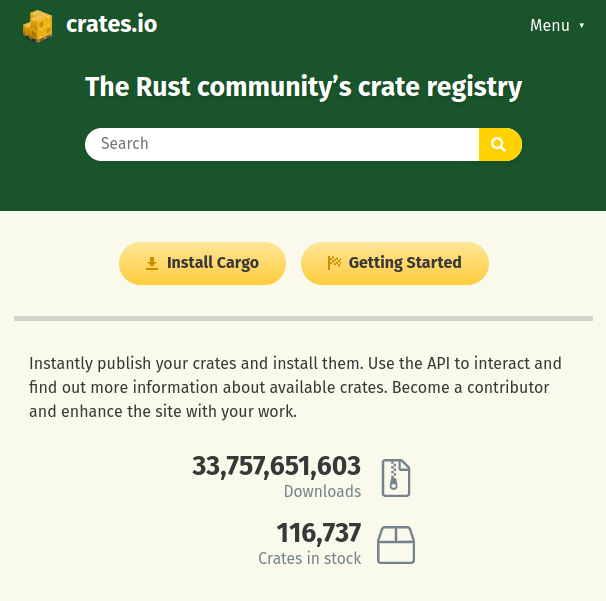 crates.io
Menu
The Rust community’s crate registry
Search
Install Cargo
Getting Started
Instantly publish your crates and install them. Use the API to interact and
find out more information about available crates. Become a contributor
and enhance the site with your work.
33,757,651,603
Downloads
116,737
Crates in stock